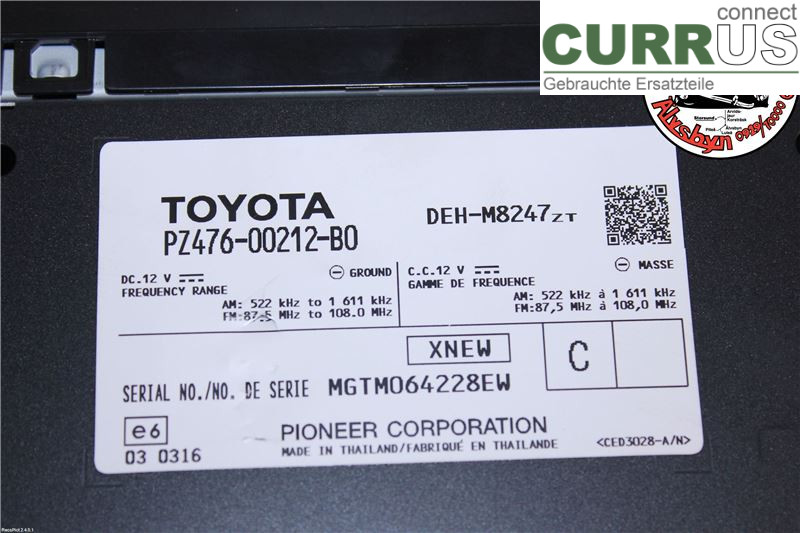 connect
CURRUS
Gebrauchte Ersatzteile
Älvsbyn 0929/10000
TOYOTA
PZ476-00212-B0
DEH-M8247ZT
DC.12 V
GROUND
FREQUENCY RANGE
AM: 522 kHz to 1 611 kHz
FM:87.5 MHz to 108.0 MHz
C.C.12 V
MASSE
GAMME DE FREQUENCE
AM: 522 kHz à 1 611 kHz
FM:87,5 MHz à 108,0 MHz
XNEW
C
SERIAL NO./NO. DE SERIE MGTM064228EW
e6
03 0316
PIONEER CORPORATION
MADE IN THAILAND/FABRIQUÉ EN THAILANDE
<CED3028-A/N>